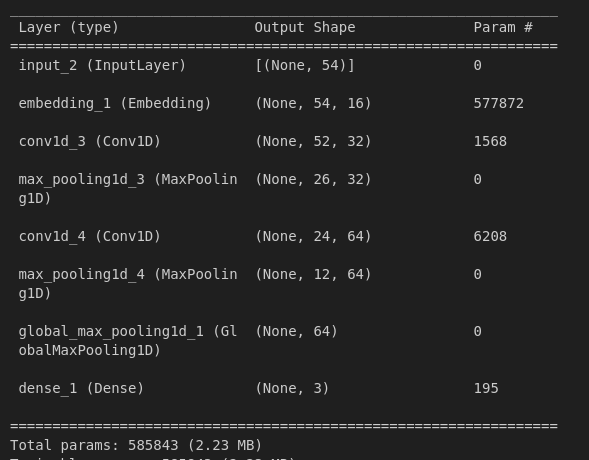 Layer (type) Output Shape Param #
=================================================================
input_2 (InputLayer) [(None, 54)] 0
embedding_1 (Embedding) (None, 54, 16) 577872
conv1d_3 (Conv1D) (None, 52, 32) 1568
max_pooling1d_3 (MaxPoolin (None, 26, 32) 0
g1D)
conv1d_4 (Conv1D) (None, 24, 64) 6208
max_pooling1d_4 (MaxPoolin (None, 12, 64) 0
g1D)
global_max_pooling1d_1 (Gl (None, 64) 0
obalMaxPooling1D)
dense_1 (Dense) (None, 3) 195
=================================================================
Total params: 585843 (2.23 MB)